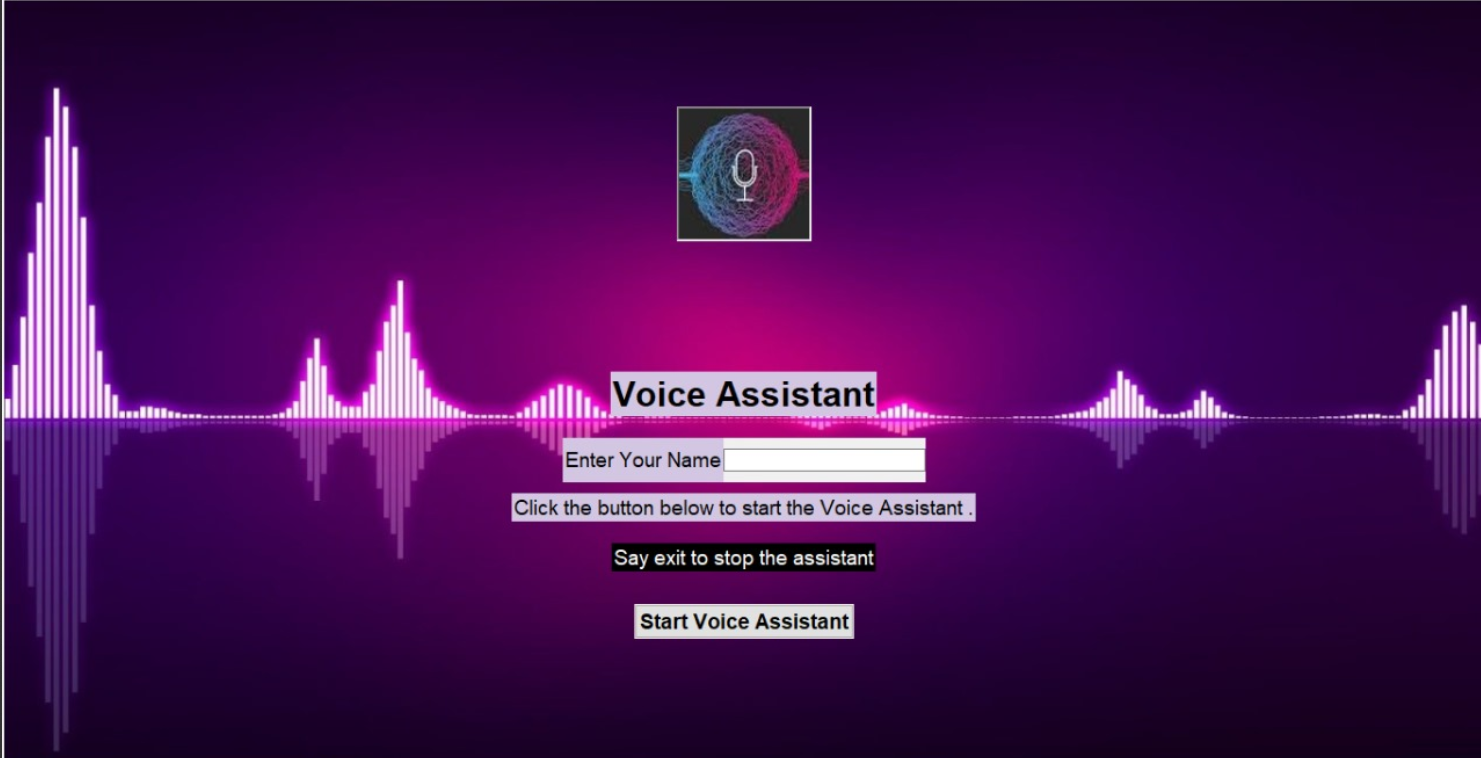 Voice Assistant
Enter Your Name
Click the button below to start the Voice Assistant .
Say exit to stop the assistant
Start Voice Assistant